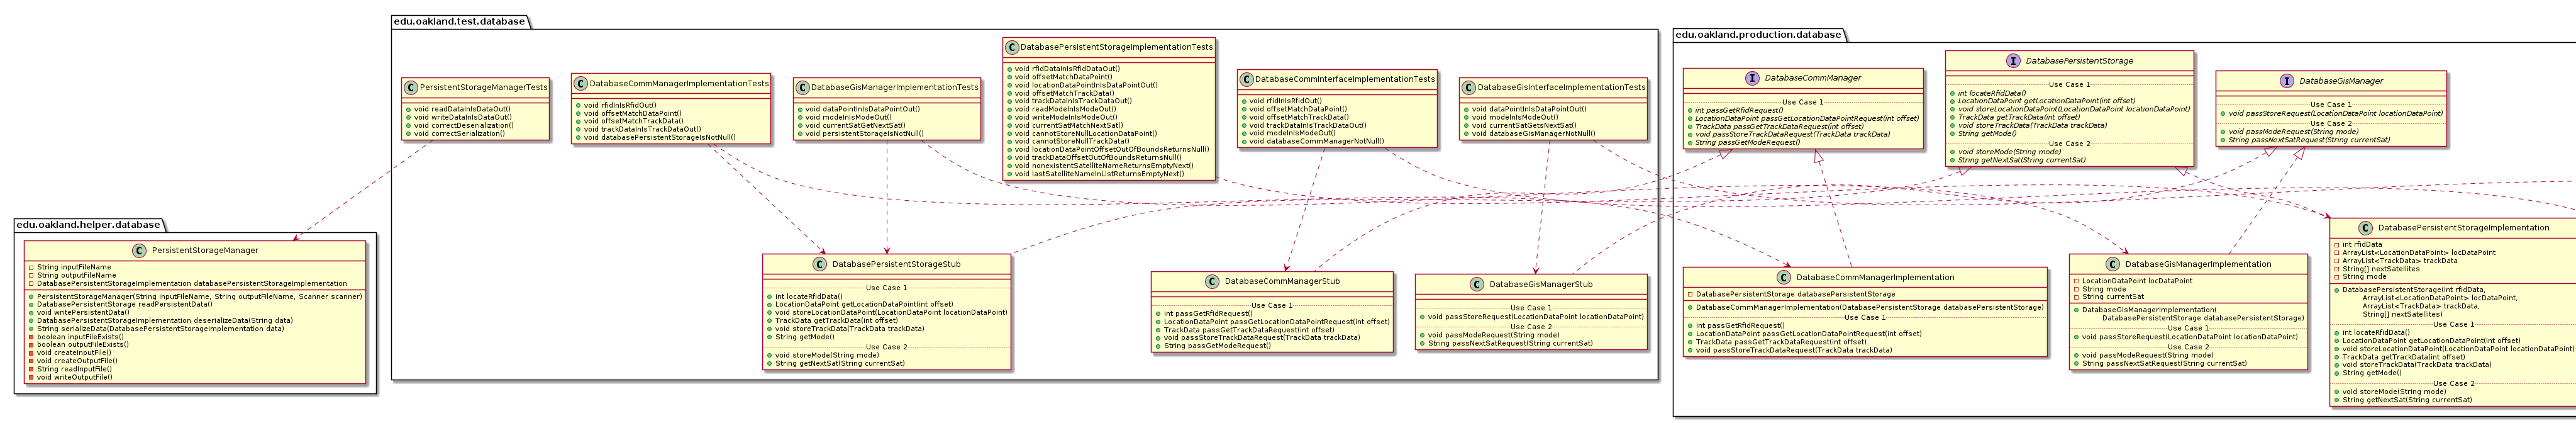 edu.oakland.test.database
PersistentStorageManagerTests
void readDataInIsDataOut()
void writeDataInIsDataOut()
void correctDeserialization()
void correctSerialization()
DatabaseCommManagerImplementationTests
void rfidInIsRfidOut()
void offsetMatchDataPoint()
void offsetMatchTrackData()
void trackDataInIsTrackDataOut()
void databasePersistentStorageIsNotNull()
DatabaseGisManagerImplementationTests
void dataPointInIsDataPointOut()
void modeInIsModeOut()
void currentSatGetNextSat()
void persistentStorageIsNotNull()
DatabasePersistentStorageImplementationTests
void rfidDataInIsRfidDataOut()
void offsetMatchDataPoint()
void locationDataPointInIsDataPointOut()
void offsetMatchTrackData()
void trackDataInIsTrackDataOut()
void readModeInIsModeOut()
void writeModeInIsModeOut()
void currentSatMatchNextSat()
void cannotStoreNullLocationDataPoint()
void cannotStoreNullTrackData()
void locationDataPointOffsetOutOfBoundsReturnsNull()
void trackDataOffsetOutOfBoundsReturnsNull()
void nonexistentSatelliteNameReturnsEmptyNext()
void lastSatelliteNameInListReturnsEmptyNext()
DatabaseCommInterfaceImplementationTests
void rfidInIsRfidOut()
void offsetMatchDataPoint()
void offsetMatchTrackData()
void trackDataInIsTrackDataOut()
void modeInIsModeOut()
void databaseCommManagerNotNull()
DatabaseGisInterfaceImplementationTests
void dataPointInIsDataPointOut()
void modeInIsModeOut()
void currentSatGetsNextSat()
void databaseGisManagerNotNull()
DatabasePersistentStorageStub
Use Case 1
int locateRfidData()
LocationDataPoint getLocationDataPoint(int offset)
void storeLocationDataPoint(LocationDataPoint locationDataPoint)
TrackData getTrackData(int offset)
void storeTrackData(TrackData trackData)
String getMode()
Use Case 2
void storeMode(String mode)
String getNextSat(String currentSat)
DatabaseCommManagerStub
Use Case 1
int passGetRfidRequest()
LocationDataPoint passGetLocationDataPointRequest(int offset)
TrackData passGetTrackDataRequest(int offset)
void passStoreTrackDataRequest(TrackData trackData)
String passGetModeRequest()
DatabaseGisManagerStub
Use Case 1
void passStoreRequest(LocationDataPoint locationDataPoint)
Use Case 2
void passModeRequest(String mode)
String passNextSatRequest(String currentSat)
edu.oakland.helper.database
PersistentStorageManager
String inputFileName
String outputFileName
DatabasePersistentStorageImplementation databasePersistentStorageImplementation
PersistentStorageManager(String inputFileName, String outputFileName, Scanner scanner)
DatabasePersistentStorage readPersistentData()
void writePersistentData()
DatabasePersistentStorageImplementation deserializeData(String data)
String serializeData(DatabasePersistentStorageImplementation data)
boolean inputFileExists()
boolean outputFileExists()
void createInputFile()
void createOutputFile()
String readInputFile()
void writeOutputFile()
edu.oakland.production.database
DatabaseCommManager
Use Case 1
int passGetRfidRequest()
LocationDataPoint passGetLocationDataPointRequest(int offset)
TrackData passGetTrackDataRequest(int offset)
void passStoreTrackDataRequest(TrackData trackData)
String passGetModeRequest()
DatabasePersistentStorage
Use Case 1
int locateRfidData()
LocationDataPoint getLocationDataPoint(int offset)
void storeLocationDataPoint(LocationDataPoint locationDataPoint)
TrackData getTrackData(int offset)
void storeTrackData(TrackData trackData)
String getMode()
Use Case 2
void storeMode(String mode)
String getNextSat(String currentSat)
DatabaseGisManager
Use Case 1
void passStoreRequest(LocationDataPoint locationDataPoint)
Use Case 2
void passModeRequest(String mode)
String passNextSatRequest(String currentSat)
DatabaseCommManagerImplementation
DatabasePersistentStorage databasePersistentStorage
DatabaseCommManagerImplementation(DatabasePersistentStorage databasePersistentStorage)
Use Case 1
int passGetRfidRequest()
LocationDataPoint passGetLocationDataPointRequest(int offset)
TrackData passGetTrackDataRequest(int offset)
void passStoreTrackDataRequest(TrackData trackData)
DatabaseGisManagerImplementation
LocationDataPoint locDataPoint
String mode
String currentSat
DatabaseGisManagerImplementation(
DatabasePersistentStorage databasePersistentStorage)
Use Case 1
void passStoreRequest(LocationDataPoint locationDataPoint)
Use Case 2
void passModeRequest(String mode)
String passNextSatRequest(String currentSat)
DatabasePersistentStorageImplementation
int rfidData
ArrayList<LocationDataPoint> locDataPoint
ArrayList<TrackData> trackData
String[] nextSatellites
String mode
DatabasePersistentStorage(int rfidData,
ArrayList<LocationDataPoint> locDataPoint,
ArrayList<TrackData> trackData,
String[] nextSatellites)
Use Case 1
int locateRfidData()
LocationDataPoint getLocationDataPoint(int offset)
void storeLocationDataPoint(LocationDataPoint locationDataPoint)
TrackData getTrackData(int offset)
void storeTrackData(TrackData trackData)
String getMode()
Use Case 2
void storeMode(String mode)
String getNextSat(String currentSat)